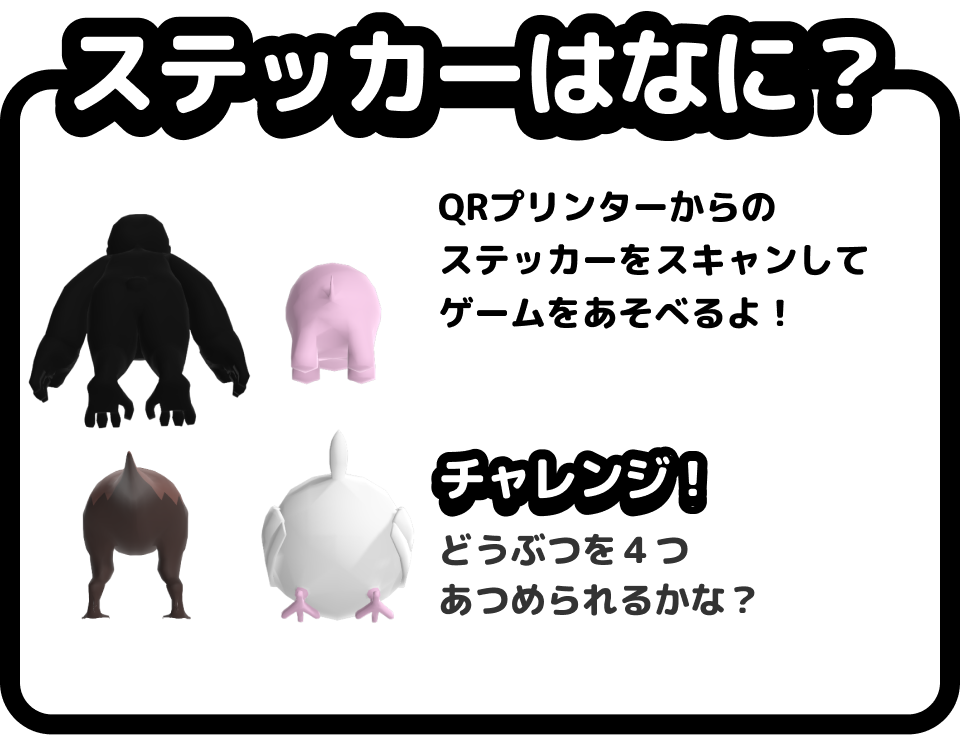 ステッカーはなに？
QRプリンターからの
ステッカーをスキャンして
ゲームをあそべるよ！
チャレンジ！
どうぶつを４つ
あつめられるかな？